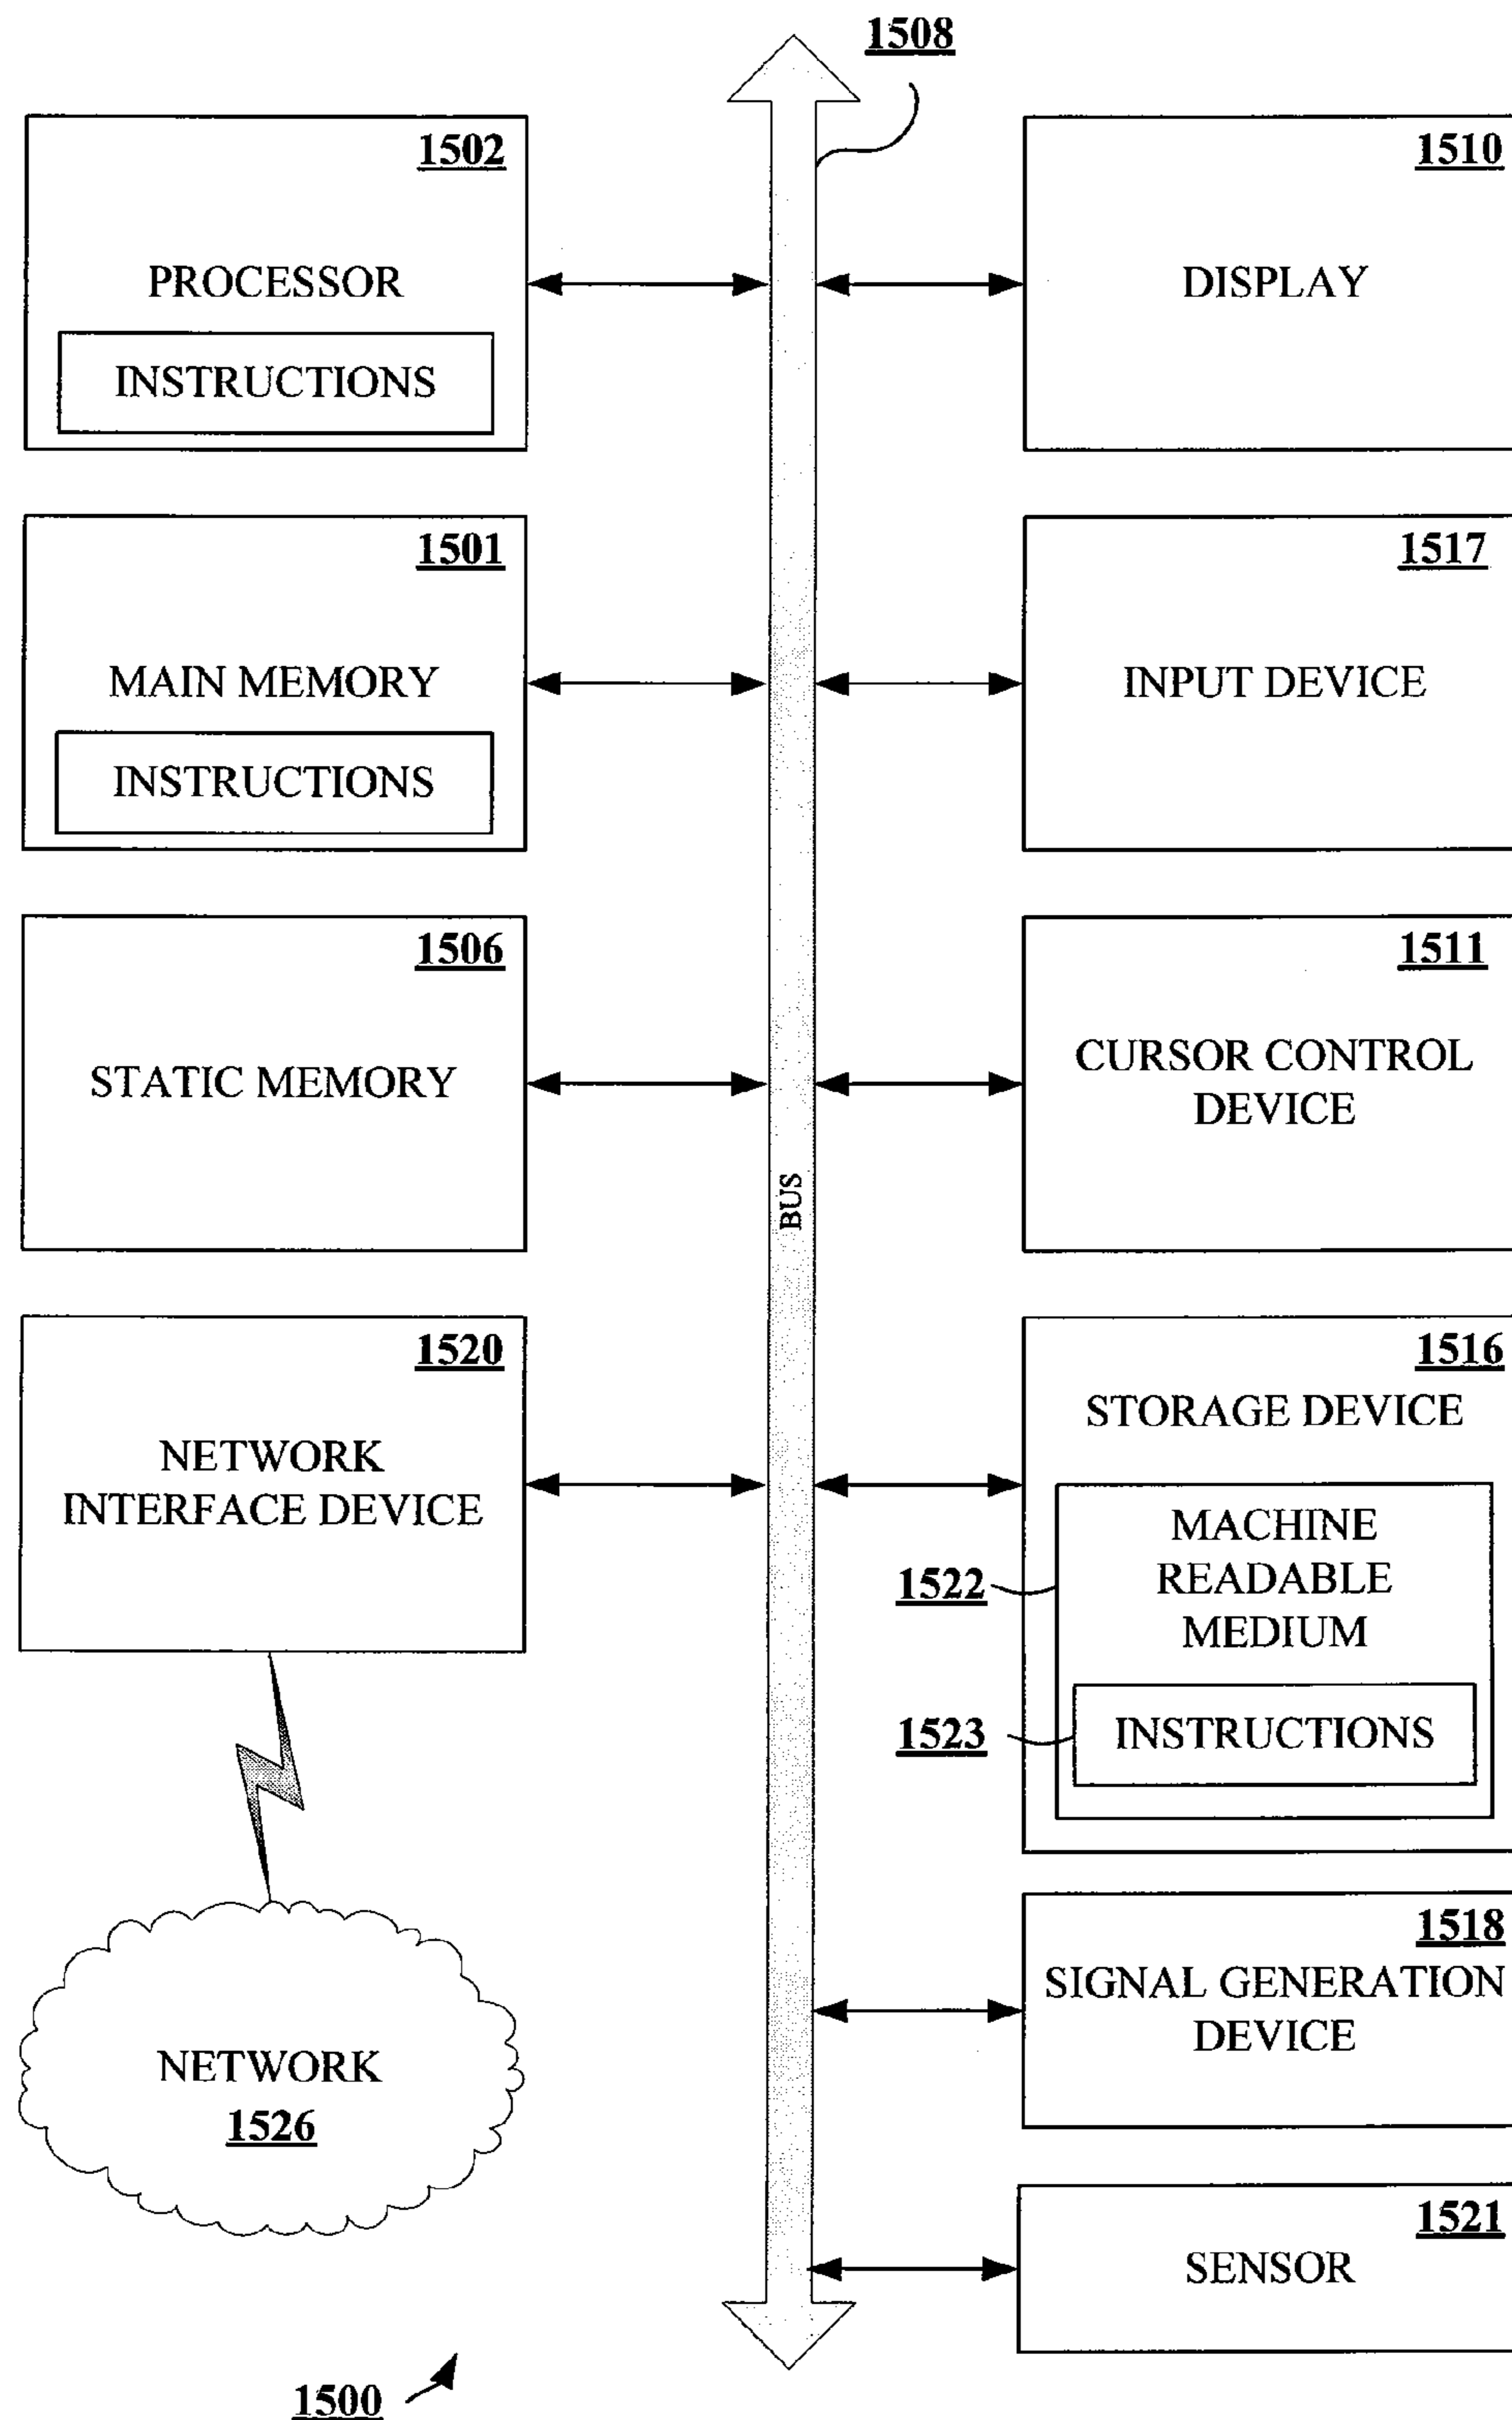 1508
1502
PROCESSOR
INSTRUCTIONS
1510
DISPLAY
1501
MAIN MEMORY
INSTRUCTIONS
1517
INPUT DEVICE
1506
STATIC MEMORY
1511
CURSOR CONTROL
DEVICE
BUS
1520
NETWORK
INTERFACE DEVICE
1516
STORAGE DEVICE
MACHINE
READABLE
MEDIUM
1522
1523
INSTRUCTIONS
1518
SIGNAL GENERATION
DEVICE
NETWORK
1526
1521
SENSOR
1500